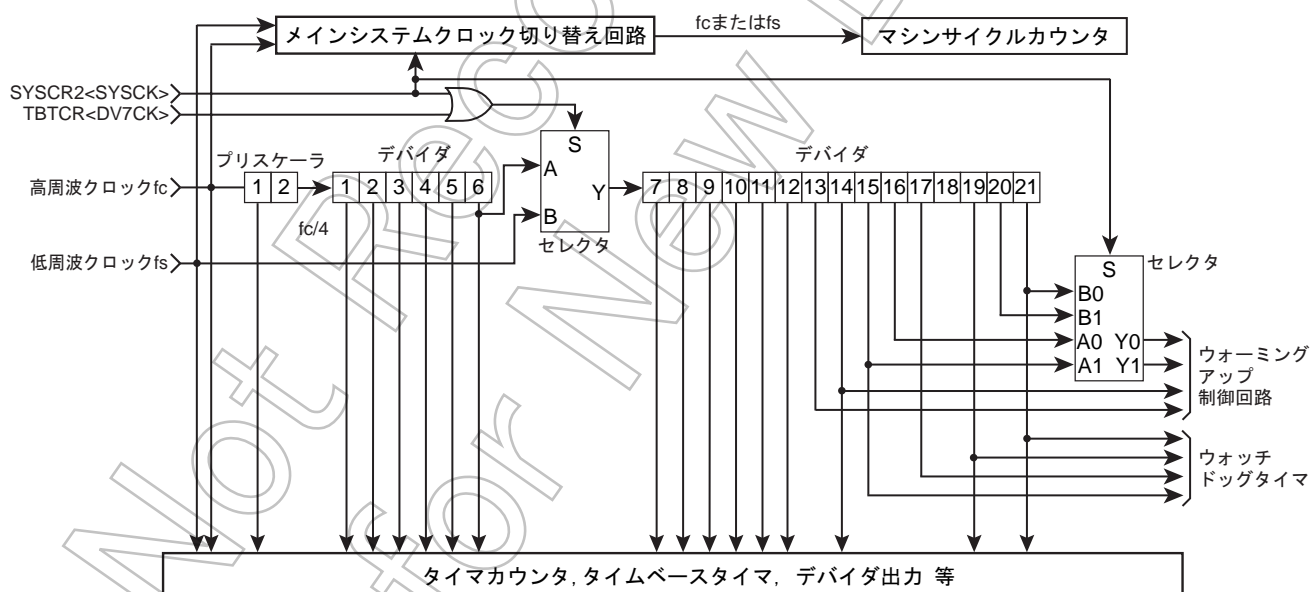 fcまたはfs
メインシステムクロック切り替え回路
マシンサイクルカウンタ
SYSCR2<SYSCK>
TBTCR<DV7CK>
プリスケーラ
デバイダ
S
デバイダ
高周波クロックfc
1 2
1 2 3 4 5 6
A
Y
7 8 9 10 11 12 13 14 15 16 17 18 19 20 21
B
fc/4
セレクタ
低周波クロックfs
S
セレクタ
B0
B1
A0 Y0
A1 Y1
ウォーミング
アップ
制御回路
ウォッチ
ドッグタイマ
タイマカウンタ, タイムベースタイマ, デバイダ出力 等
Not Reco
for New